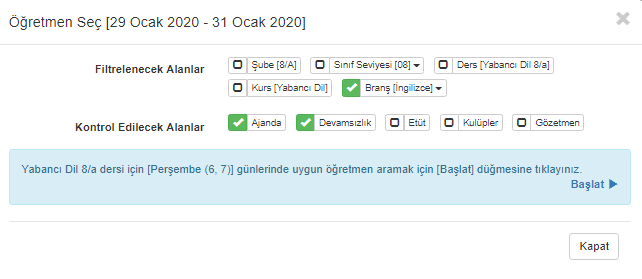 Öğretmen Seç [29 Ocak 2020 - 31 Ocak 2020]
Filtrelenecek Alanlar Şube [8/A] Sınıf Seviyesi [08] Ders [Yabancı Dil 8/a]
Kurs [Yabancı Dil] Branş [İngilizce]
Kontrol Edilecek Alanlar Ajanda Devamsızlık Etüt Kulüpler Gözetmen
Yabancı Dil 8/a dersi için [Perşembe (6, 7)] günlerinde uygun öğretmen aramak için [Başlat] düğmesine tıklayınız.
Başlat
Kapat